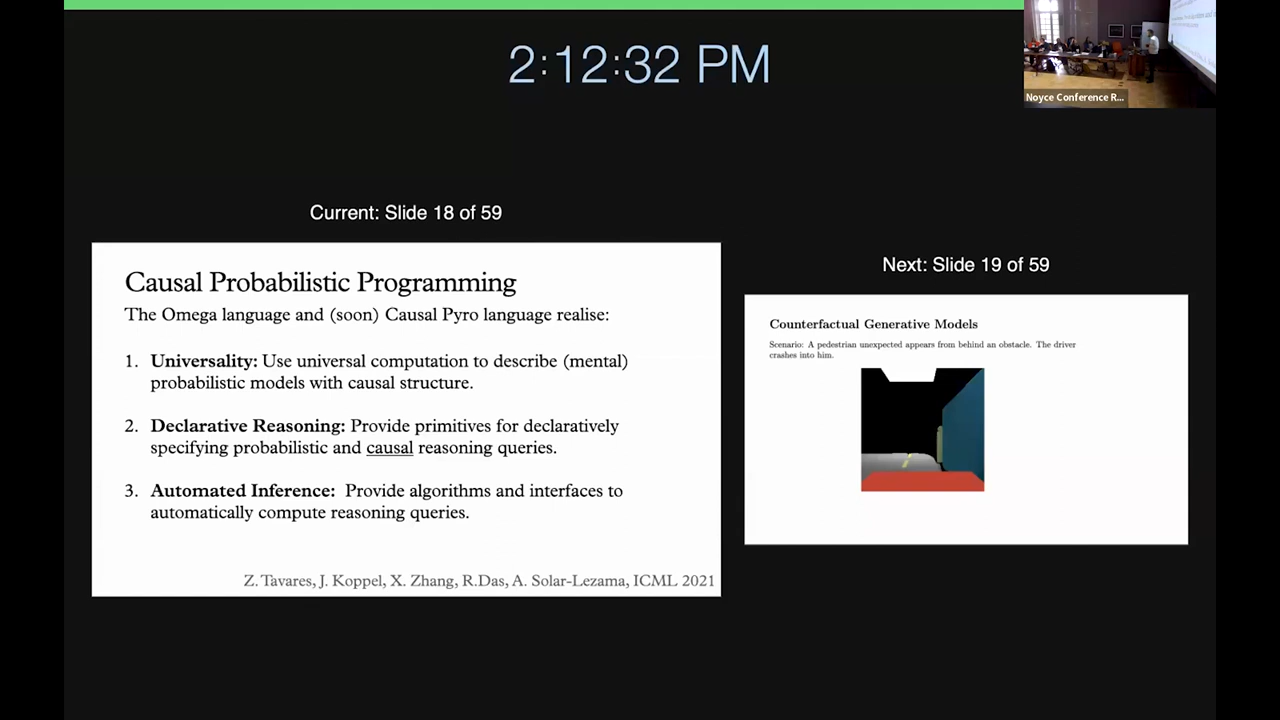 2:12:32 PM
Noyce Conference R...
Current: Slide 18 of 59
Causal Probabilistic Programming
The Omega language and (soon) Causal Pyro language realise:
1. Universality: Use universal computation to describe (mental)
probabilistic models with causal structure.
2. Declarative Reasoning: Provide primitives for declaratively
specifying probabilistic and causal reasoning queries.
3. Automated Inference: Provide algorithms and interfaces to
automatically compute reasoning queries.
Z. Tavares, J. Koppel, X. Zhang, R.Das, A. Solar-Lezama, ICML 2021
Next: Slide 19 of 59
Counterfactual Generative Models
Scenario: A pedestrian unexpected appears from behind an obstacle. The driver
crashes into him.